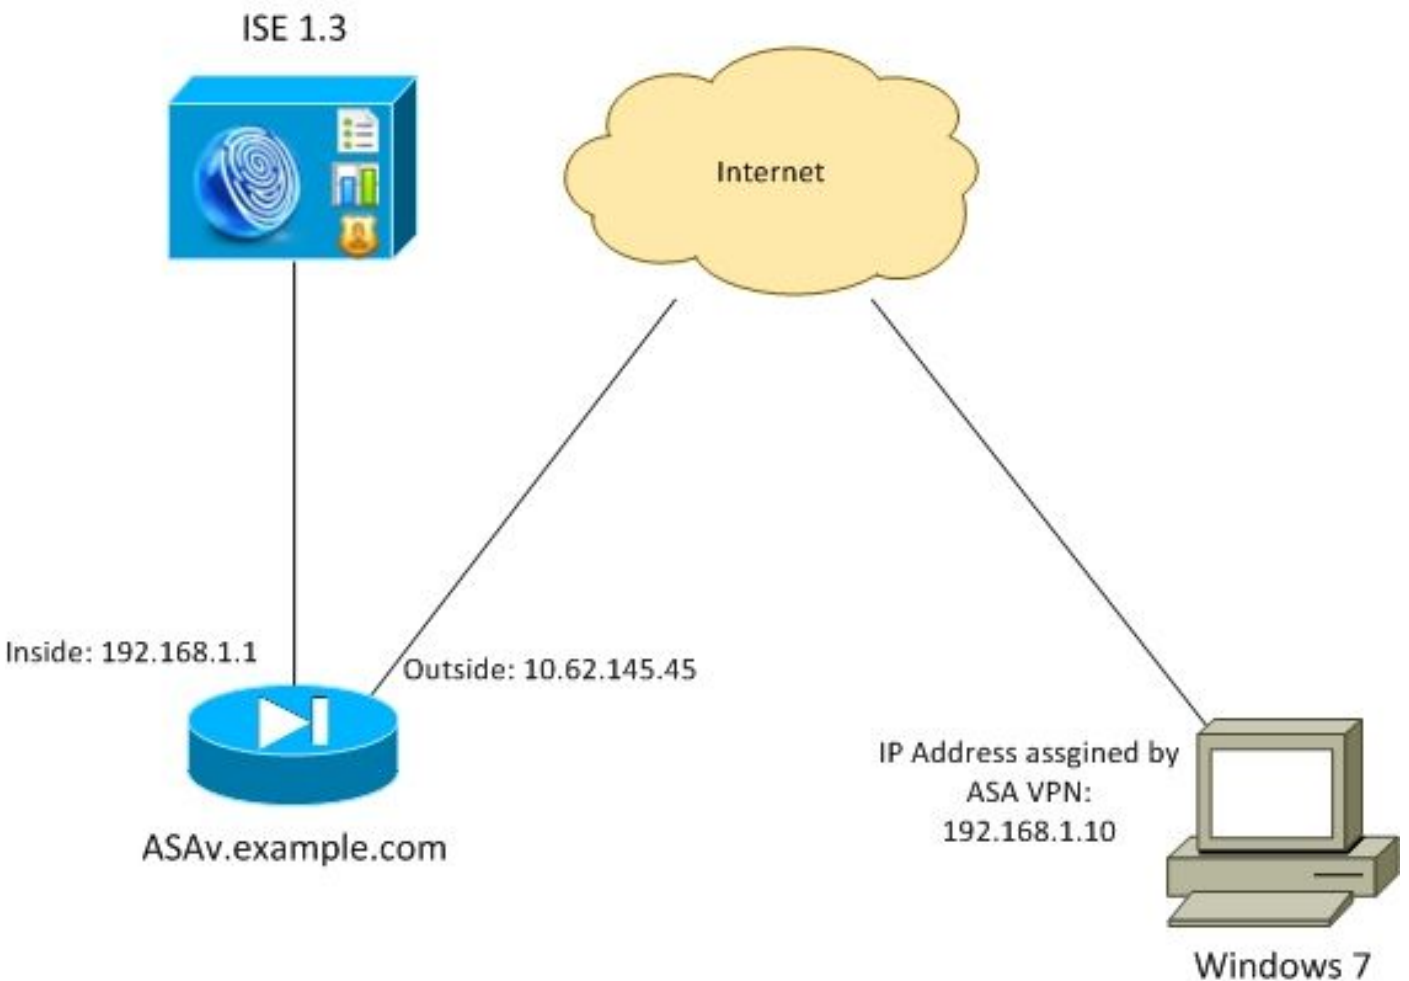 ISE 1.3
Internet
Inside: 192.168.1.1
Outside: 10.62.145.45
IP Address assgined by
ASA VPN:
192.168.1.10
ASAv.example.com
Windows 7